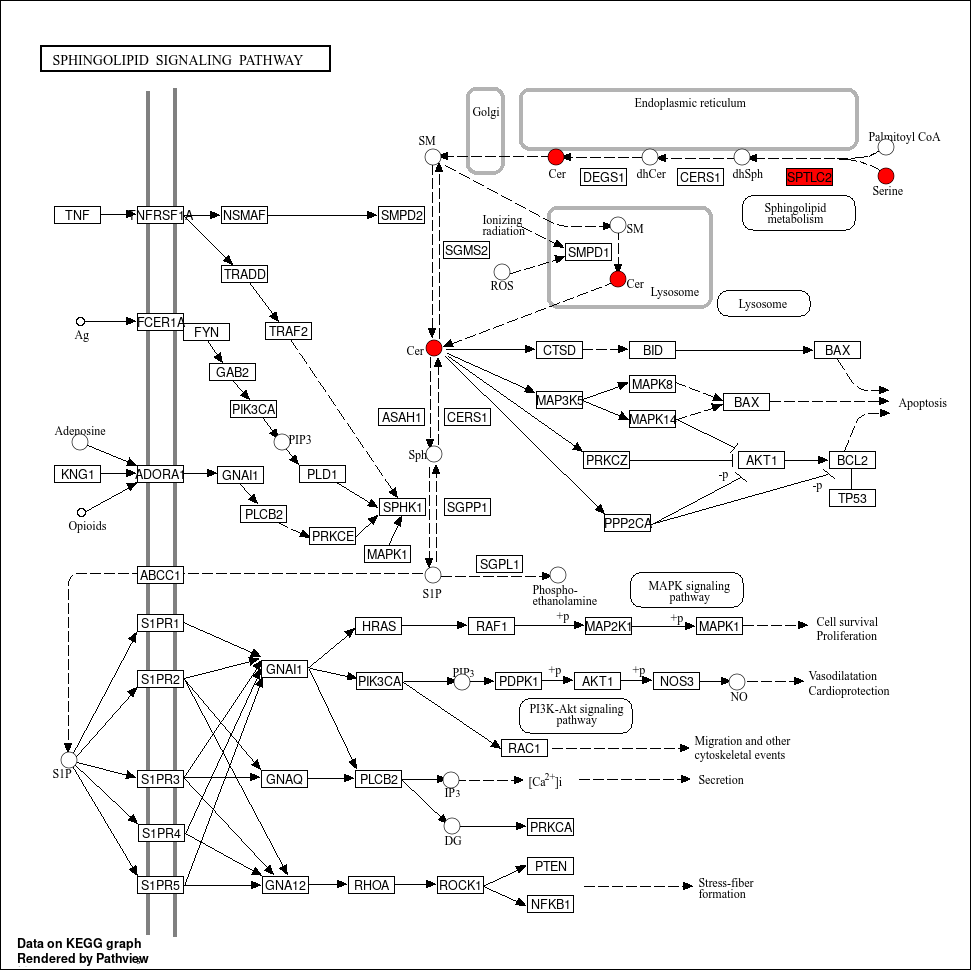 SPHINGOLIPID SIGNALING PATHWAY
Golgi
Endoplasmic reticulum
SM
Cer
DEGS1
dhCer
CERS1
dhSph
SPTLC2
Palmitoyl CoA
Serine
Sphingolipid
metabolism
TNF
TNFRSF1A
NSMAF
SMPD2
Ionizing
radiation
SM
SGMS2
SMPD1
TRADD
ROS
Cer
Lysosome
Lysosome
Ag
FCER1A
FYN
TRAF2
Cer
CTSD
BID
BAX
GAB2
MAPK8
MAP3K5
BAX
Apoptosis
PIK3CA
ASAH1
CERS1
MAPK14
Adenosine
PIP3
Sph
PRKCZ
AKT1
BCL2
KNG1
ADORA1
GNAI1
PLD1
-p
-p
TP53
Opioids
PLCB2
SPHK1
SGPP1
PRKCE
PPP2CA
MAPK1
SGPL1
ABCC1
S1P
Phospho-
ethanolamine
MAPK signaling
pathway
S1PR1
HRAS
RAF1
+p
MAP2K1
+p
MAPK1
Cell survival
Proliferation
S1PR2
GNAI1
PIK3CA
PIP3
PDPK1
+p
AKT1
+p
NOS3
NO
Vasodilatation
Cardioprotection
PI3K-Akt signaling
pathway
RAC1
Migration and other
cytoskeletal events
S1P
S1PR3
GNAQ
PLCB2
IP3
[Ca2+]i
Secretion
S1PR4
DG
PRKCA
S1PR5
GNA12
RHOA
ROCK1
PTEN
NFKB1
Stress-fiber
formation
Data on KEGG graph
Rendered by Pathview